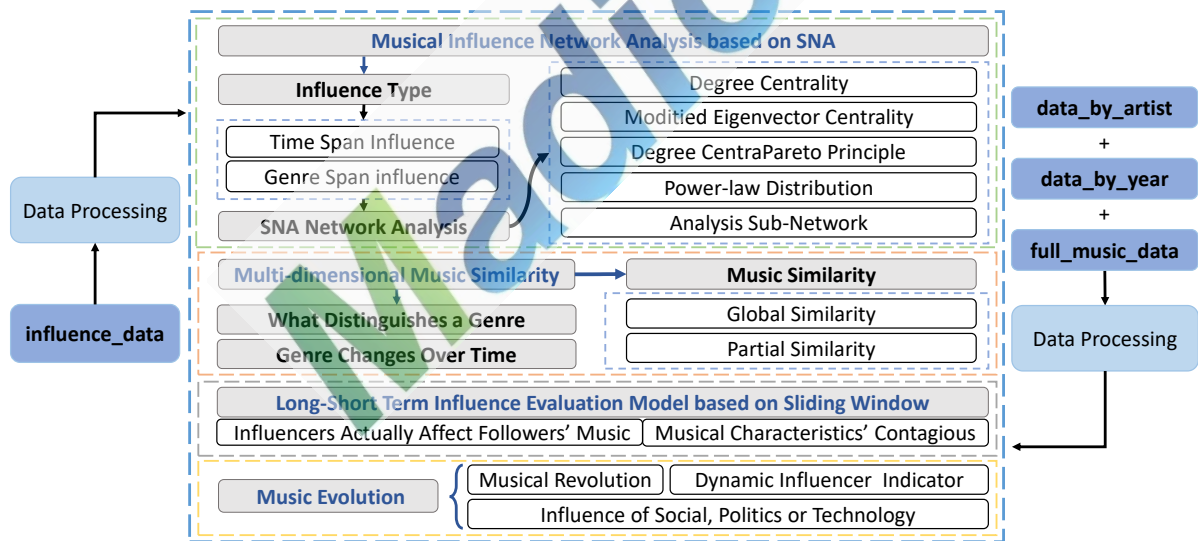 Musical Influence Network Analysis based on SNA
Influence Type
Time Span Influence
Genre Span influence
SNA Network Analysis
Degree Centrality
Moditied Eigenvector Centrality
Degree CentraPareto Principle
Power-law Distribution
Analysis Sub-Network
Data Processing
influence_data
data_by_artist
+
data_by_year
+
full_music_data
Data Processing
Multi-dimensional Music Similarity
What Distinguishes a Genre
Genre Changes Over Time
Music Similarity
Global Similarity
Partial Similarity
Long-Short Term Influence Evaluation Model based on Sliding Window
Influencers Actually Affect Followers’ Music
Musical Characteristics’ Contagious
Music Evolution
Musical Revolution
Dynamic Influencer Indicator
Influence of Social, Politics or Technology
Madic